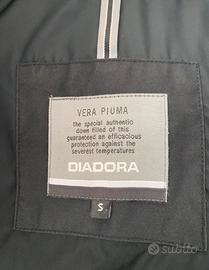 VERA PIUMA
the special authentic
down filled of this
guaranteed an efficacious
protection against the
severest temperatures
DIADORA
S
subito